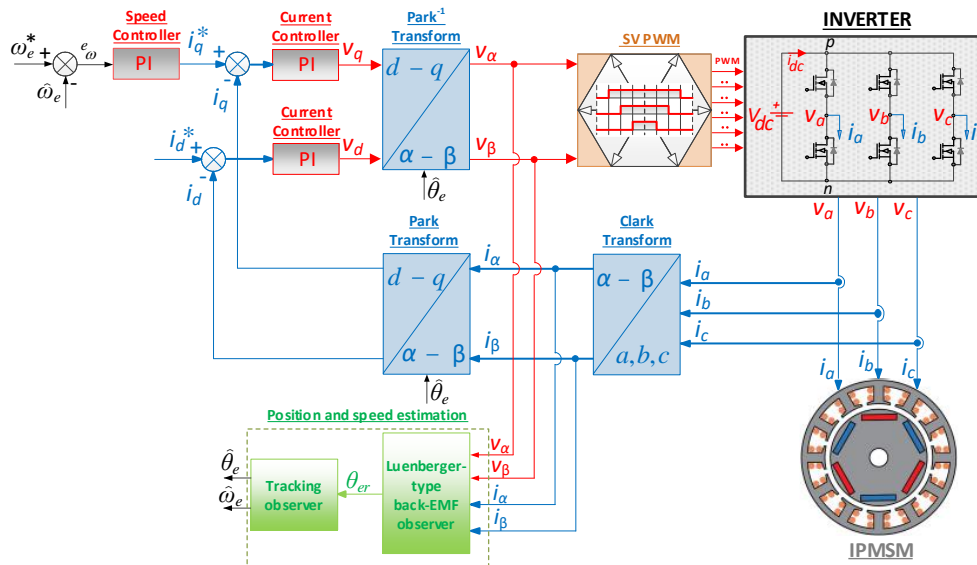 Speed
Controller
Current
Controller
Park⁻¹
Transform
INVERTER
ω_e*
+
-
ω̂_e
e_ω
PI
i_q*
+
-
i_q
PI
v_q
d - q
α - β
v_α
v_β
θ̂_e
SV PWM
PWM
p
i_dc
V_dc
+
v_a
v_b
v_c
i_a
i_b
i
n
Current
Controller
i_d*
+
-
i_d
PI
v_d
v_a
v_b
v_c
Park
Transform
d - q
α - β
θ̂_e
i_α
i_β
Clark
Transform
α - β
a,b,c
i_a
i_b
i_c
i_a
i_b
i_c
Position and speed estimation
θ̂_e
ω̂_e
Tracking
observer
θ_er
Luenberger-
type
back-EMF
observer
v_α
v_β
i_α
i_β
IPMSM